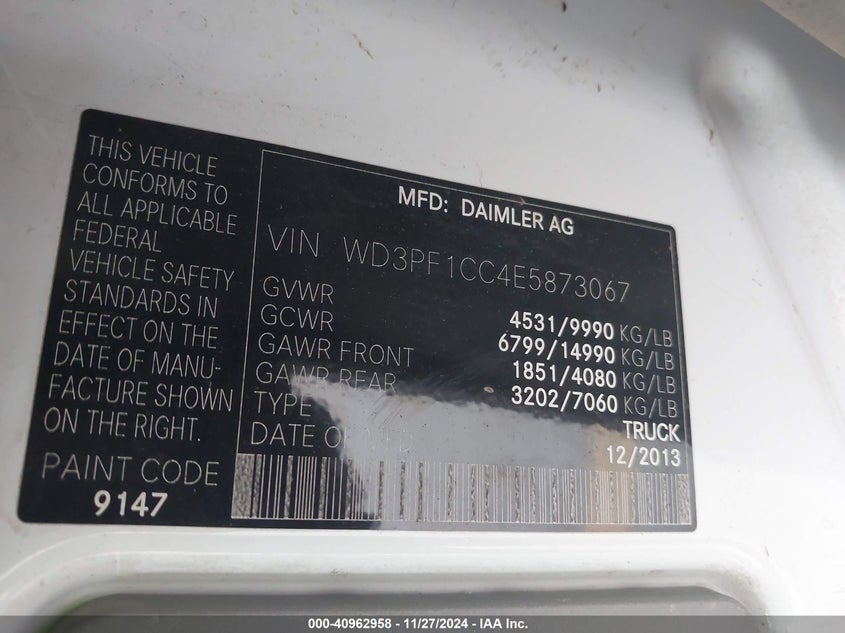 THIS VEHICLE
CONFORMS TO
ALL APPLICABLE
FEDERAL
VEHICLE SAFETY
STANDARDS IN
EFFECT ON THE
DATE OF MANU-
FACTURE SHOWN
ON THE RIGHT.
PAINT CODE
9147
MFD: DAIMLER AG
VIN WD3PF1CC4E5873067
GVWR 4531/9990 KG/LB
GCWR 6799/14990 KG/LB
GAWR FRONT 1851/4080 KG/LB
GAWR REAR 3202/7060 KG/LB
TYPE TRUCK
DATE 12/2013
000-40962958 - 11/27/2024 - IAA Inc.